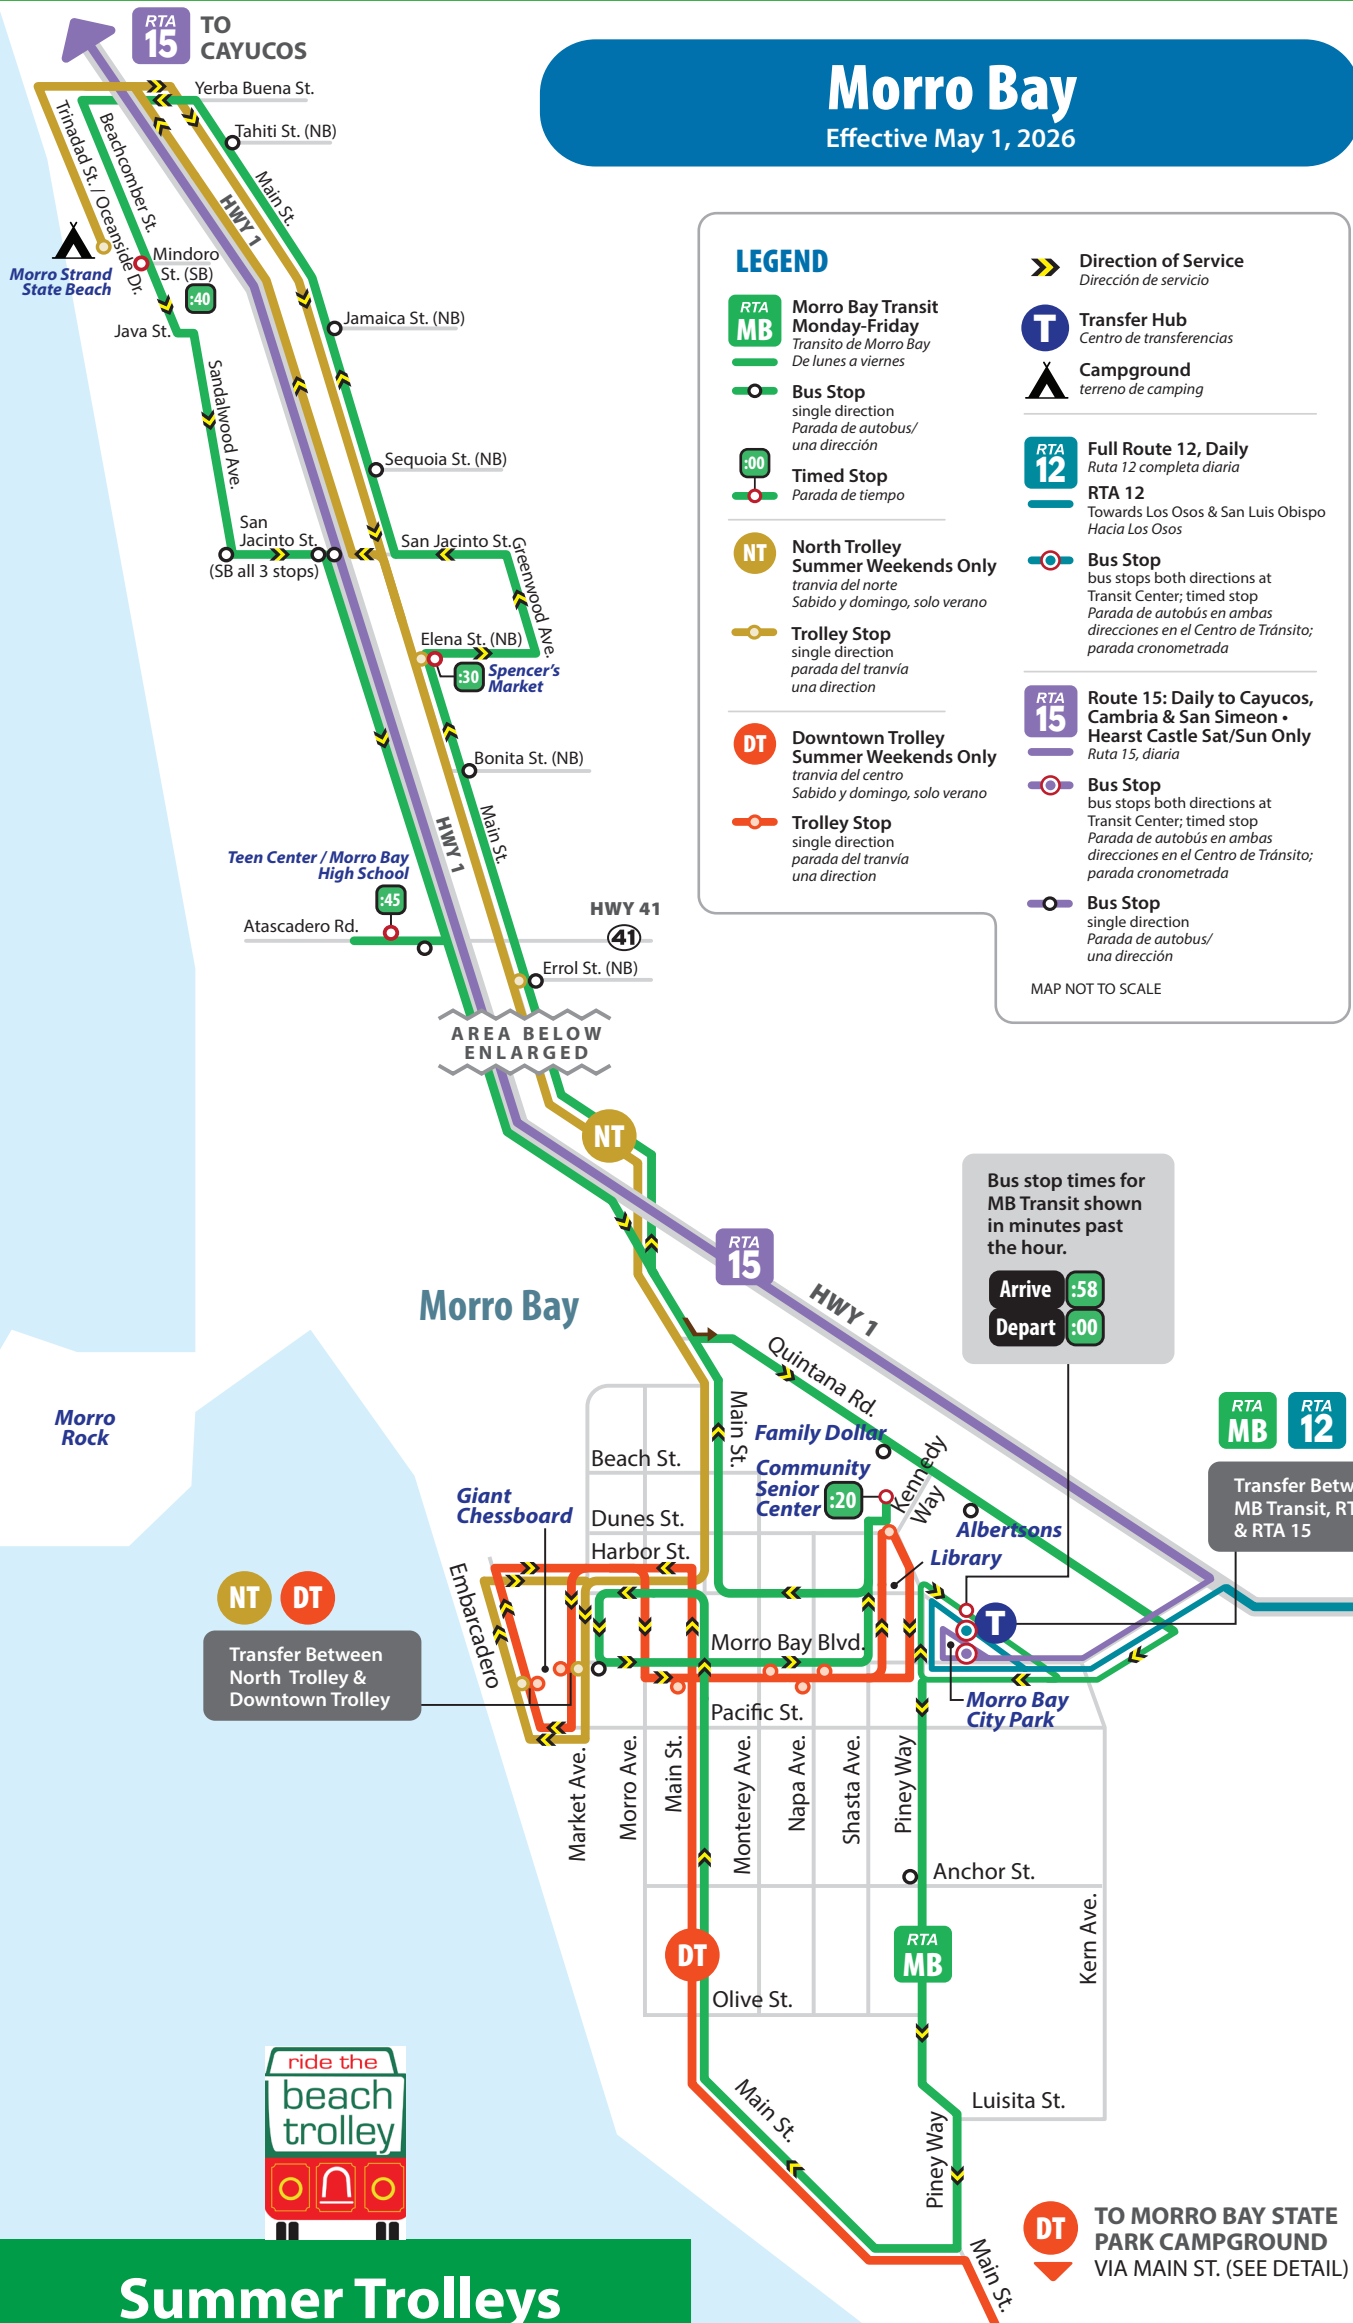 RTA
15
TO
CAYUCOS
Morro Bay
Effective May 1, 2026
Yerba Buena St.
Tahiti St. (NB)
Trinadad St. / Oceanside Dr.
Beachcomber St.
Main St.
HWY 1
Morro Strand
State Beach
Mindoro
St. (SB)
:40
Java St.
Jamaica St. (NB)
Sandalwood Ave.
Sequoia St. (NB)
San
Jacinto St.
(SB all 3 stops)
San Jacinto St.
Greenwood Ave.
Elena St. (NB)
:30
Spencer's
Market
Bonita St. (NB)
Main St.
HWY 1
Teen Center / Morro Bay
High School
:45
Atascadero Rd.
HWY 41
41
Errol St. (NB)
AREA BELOW
ENLARGED
LEGEND
RTA
MB
Morro Bay Transit
Monday-Friday
Transito de Morro Bay
De lunes a viernes
Bus Stop
single direction
Parada de autobus/
una dirección
:00
Timed Stop
Parada de tiempo
NT
North Trolley
Summer Weekends Only
tranvia del norte
Sabido y domingo, solo verano
Trolley Stop
single direction
parada del tranvía
una direction
DT
Downtown Trolley
Summer Weekends Only
tranvia del centro
Sabido y domingo, solo verano
Trolley Stop
single direction
parada del tranvía
una direction
Direction of Service
Dirección de servicio
T
Transfer Hub
Centro de transferencias
Campground
terreno de camping
RTA
12
Full Route 12, Daily
Ruta 12 completa diaria
RTA 12
Towards Los Osos & San Luis Obispo
Hacia Los Osos
Bus Stop
bus stops both directions at
Transit Center; timed stop
Parada de autobús en ambas
direcciones en el Centro de Tránsito;
parada cronometrada
RTA
15
Route 15: Daily to Cayucos,
Cambria & San Simeon •
Hearst Castle Sat/Sun Only
Ruta 15, diaria
Bus Stop
bus stops both directions at
Transit Center; timed stop
Parada de autobús en ambas
direcciones en el Centro de Tránsito;
parada cronometrada
Bus Stop
single direction
Parada de autobus/
una dirección
MAP NOT TO SCALE
NT
RTA
15
HWY 1
Morro Bay
Bus stop times for
MB Transit shown
in minutes past
the hour.
Arrive :58
Depart :00
Morro
Rock
Quintana Rd.
Main St.
Family Dollar
Kennedy
Way
Community
Senior
Center
:20
Albertsons
Library
RTA
MB
RTA
12
Transfer Betw
MB Transit, RT
& RTA 15
Beach St.
Giant
Chessboard
Dunes St.
Harbor St.
Embarcadero
NT
DT
Transfer Between
North Trolley &
Downtown Trolley
T
Morro Bay Blvd.
Morro Bay
City Park
Pacific St.
Market Ave.
Morro Ave.
Main St.
Monterey Ave.
Napa Ave.
Shasta Ave.
Piney Way
Anchor St.
Kern Ave.
DT
RTA
MB
Olive St.
Luisita St.
Main St.
Piney Way
ride the
beach
trolley
DT
TO MORRO BAY STATE
PARK CAMPGROUND
VIA MAIN ST. (SEE DETAIL)
Main St.
Summer Trolleys